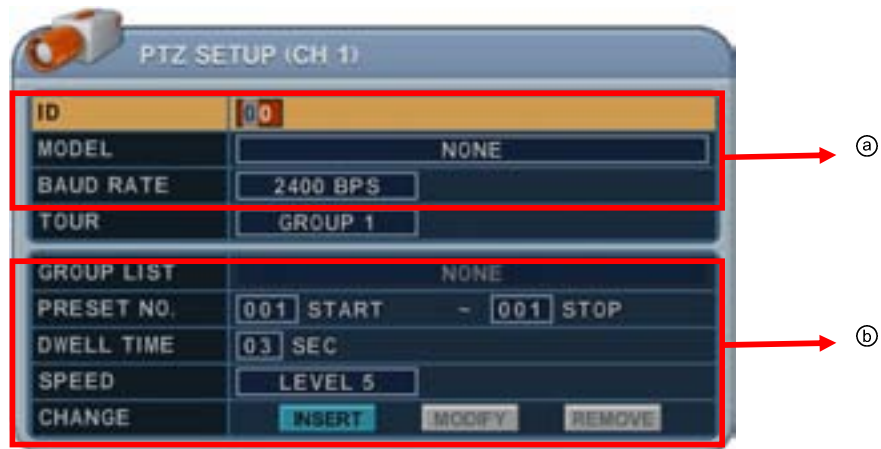 PTZ SETUP (CH 1)
ID 00
MODEL NONE
ⓐ
BAUD RATE 2400 BPS
TOUR GROUP 1
GROUP LIST NONE
PRESET NO. 001 START ~ 001 STOP
DWELL TIME 03 SEC
ⓑ
SPEED LEVEL 5
CHANGE INSERT MODIFY REMOVE